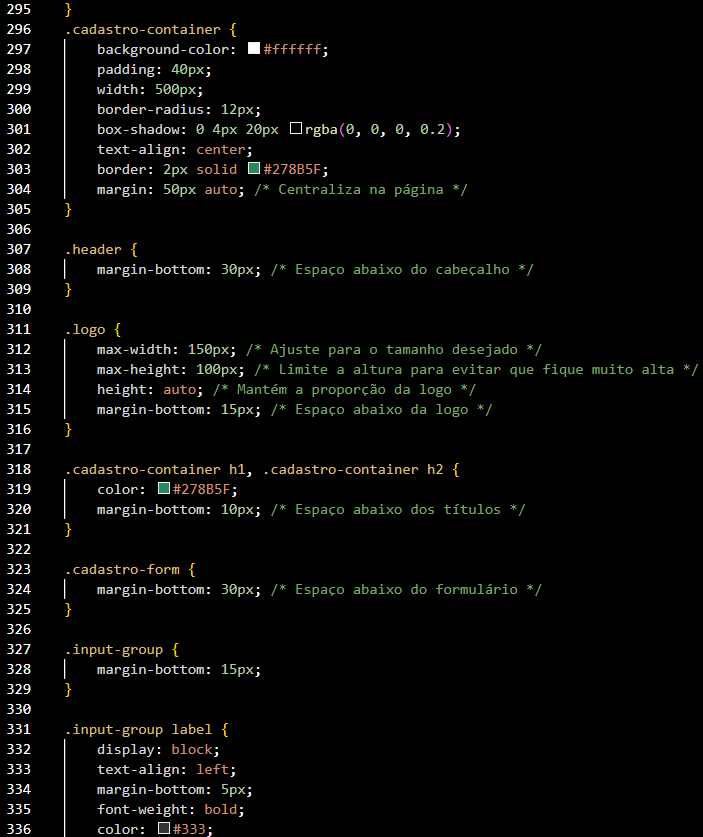 295 }
296 .cadastro-container {
297 background-color: #ffffff;
298 padding: 40px;
299 width: 500px;
300 border-radius: 12px;
301 box-shadow: 0 4px 20px rgba(0, 0, 0, 0.2);
302 text-align: center;
303 border: 2px solid #278B5F;
304 margin: 50px auto; /* Centraliza na página */
305 }
306
307 .header {
308 margin-bottom: 30px; /* Espaço abaixo do cabeçalho */
309 }
310
311 .logo {
312 max-width: 150px; /* Ajuste para o tamanho desejado */
313 max-height: 100px; /* Limite a altura para evitar que fique muito alta */
314 height: auto; /* Mantém a proporção da logo */
315 margin-bottom: 15px; /* Espaço abaixo da logo */
316 }
317
318 .cadastro-container h1, .cadastro-container h2 {
319 color: #278B5F;
320 margin-bottom: 10px; /* Espaço abaixo dos títulos */
321 }
322
323 .cadastro-form {
324 margin-bottom: 30px; /* Espaço abaixo do formulário */
325 }
326
327 .input-group {
328 margin-bottom: 15px;
329 }
330
331 .input-group label {
332 display: block;
333 text-align: left;
334 margin-bottom: 5px;
335 font-weight: bold;
336 color: #333;